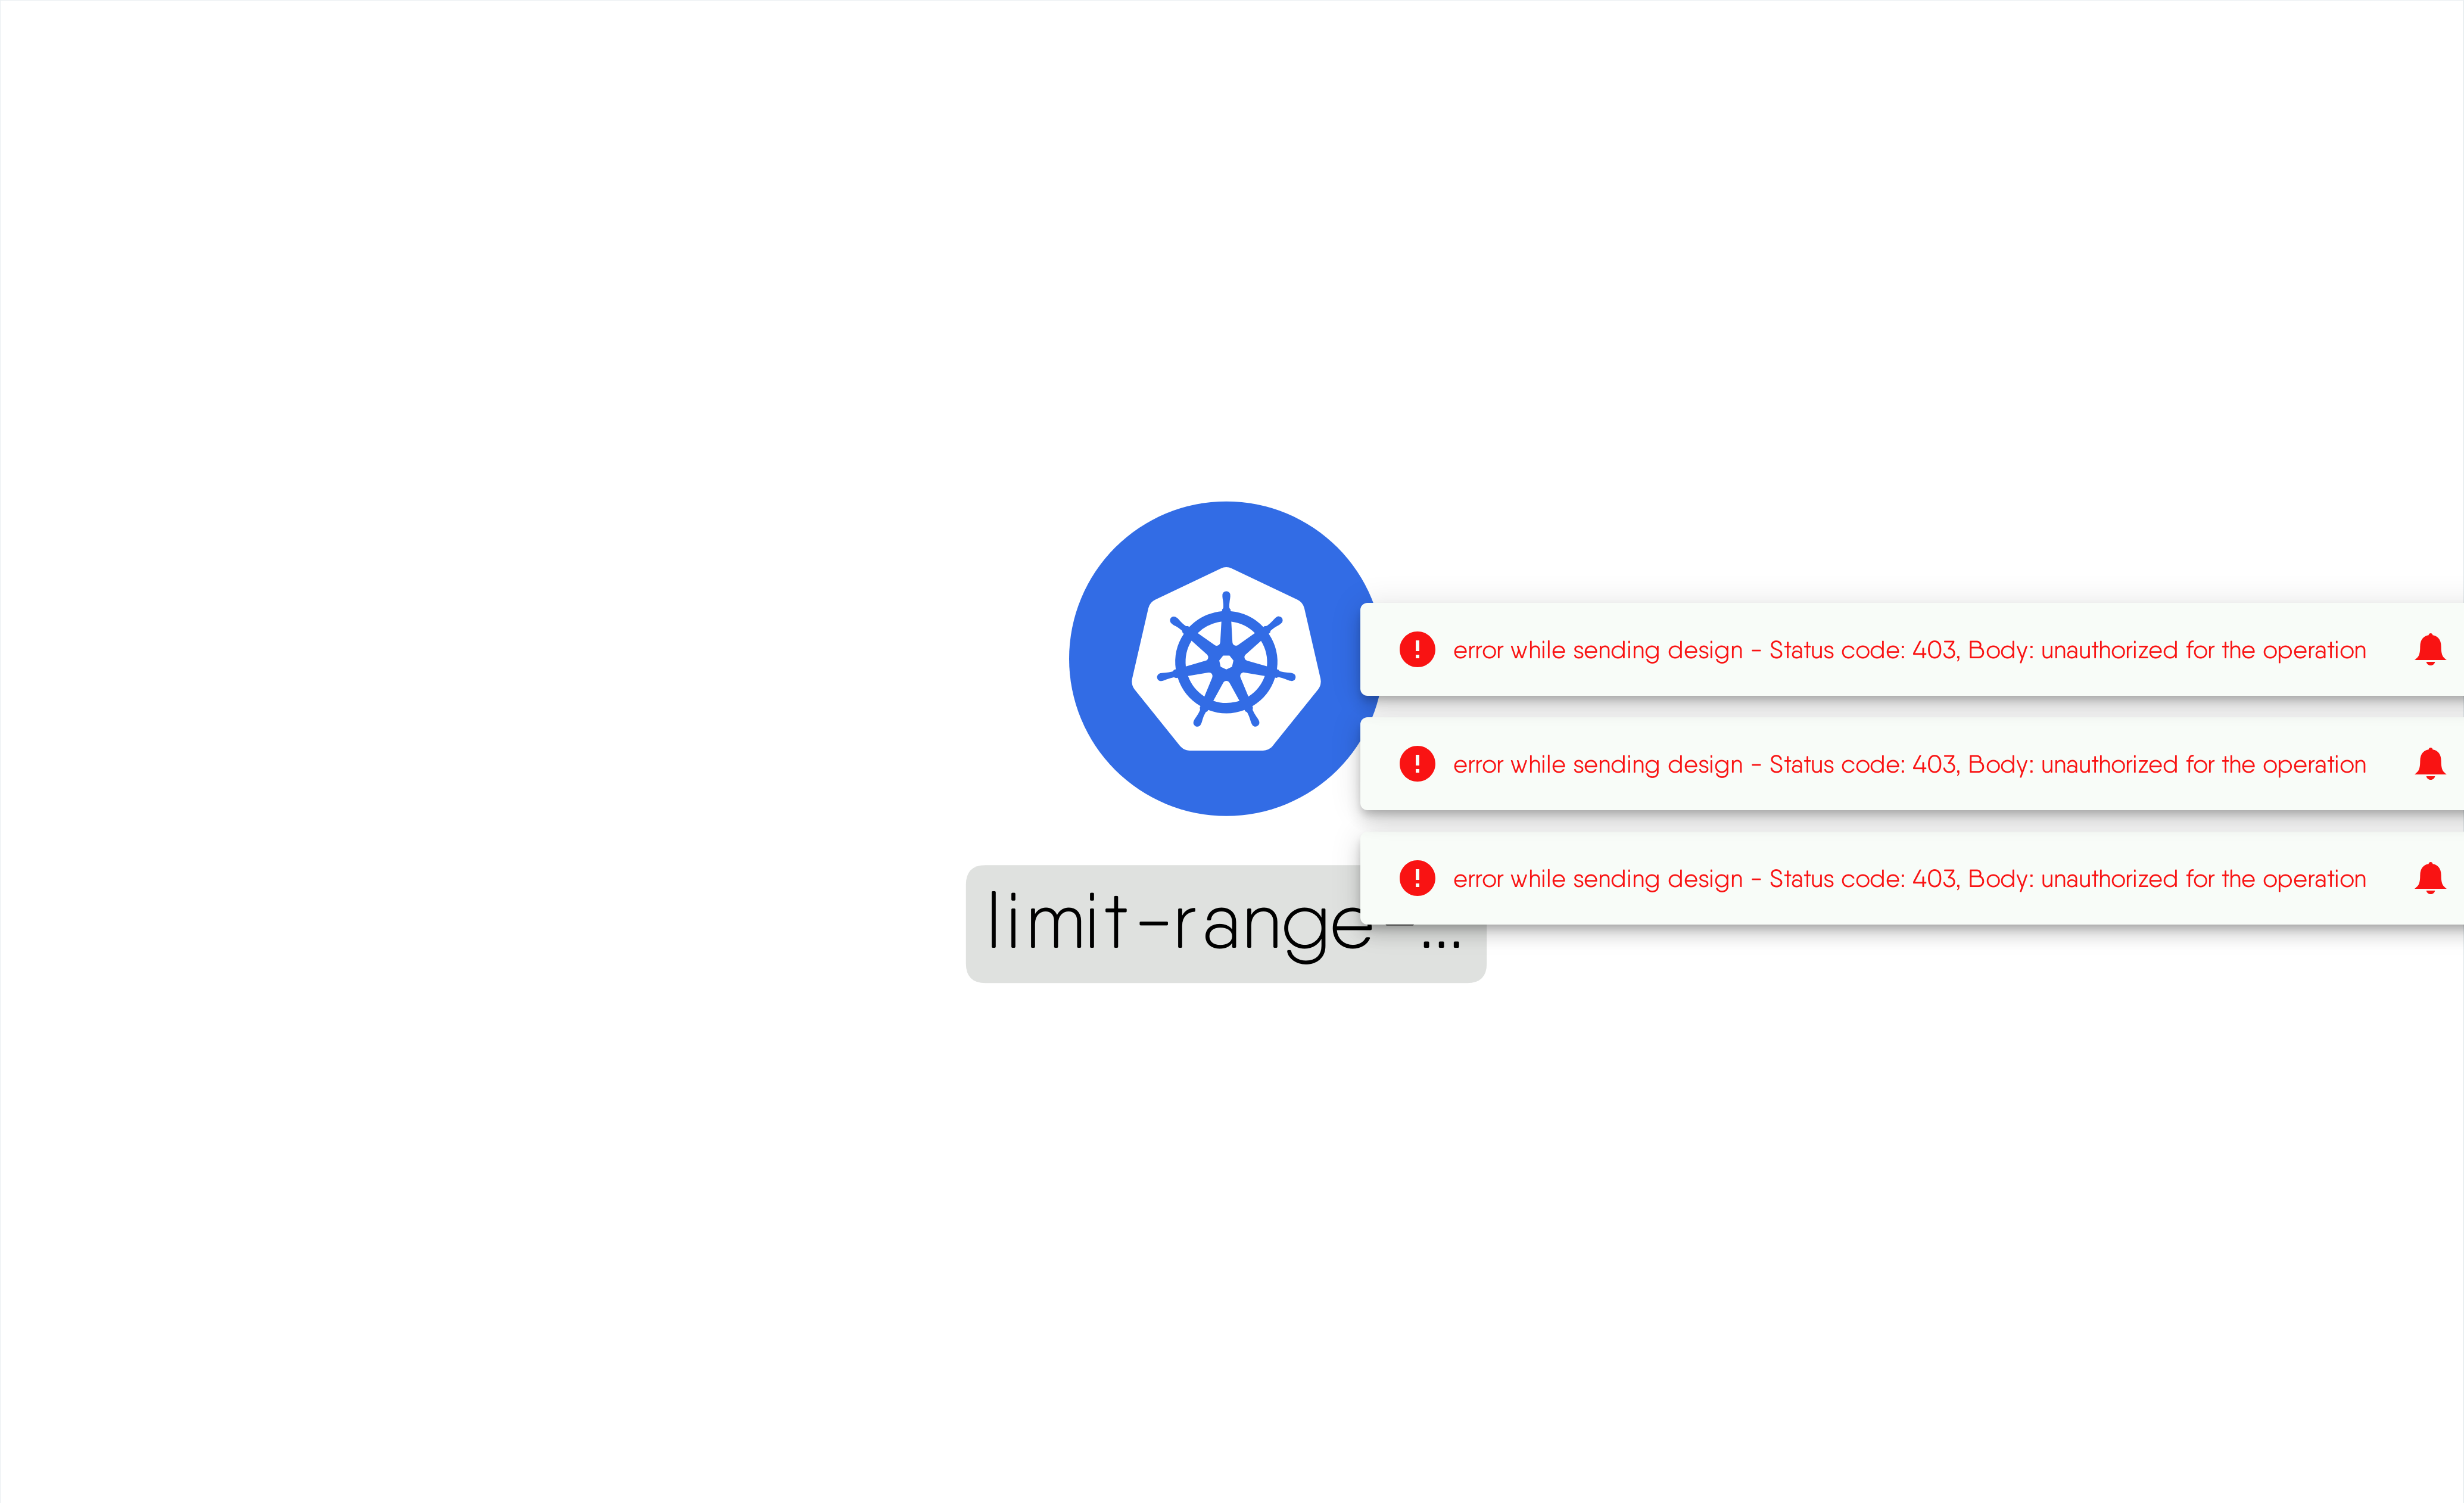 error while sending design - Status code: 403, Body: unauthorized for the operation
error while sending design - Status code: 403, Body: unauthorized for the operation
error while sending design - Status code: 403, Body: unauthorized for the operation
limit-range-...